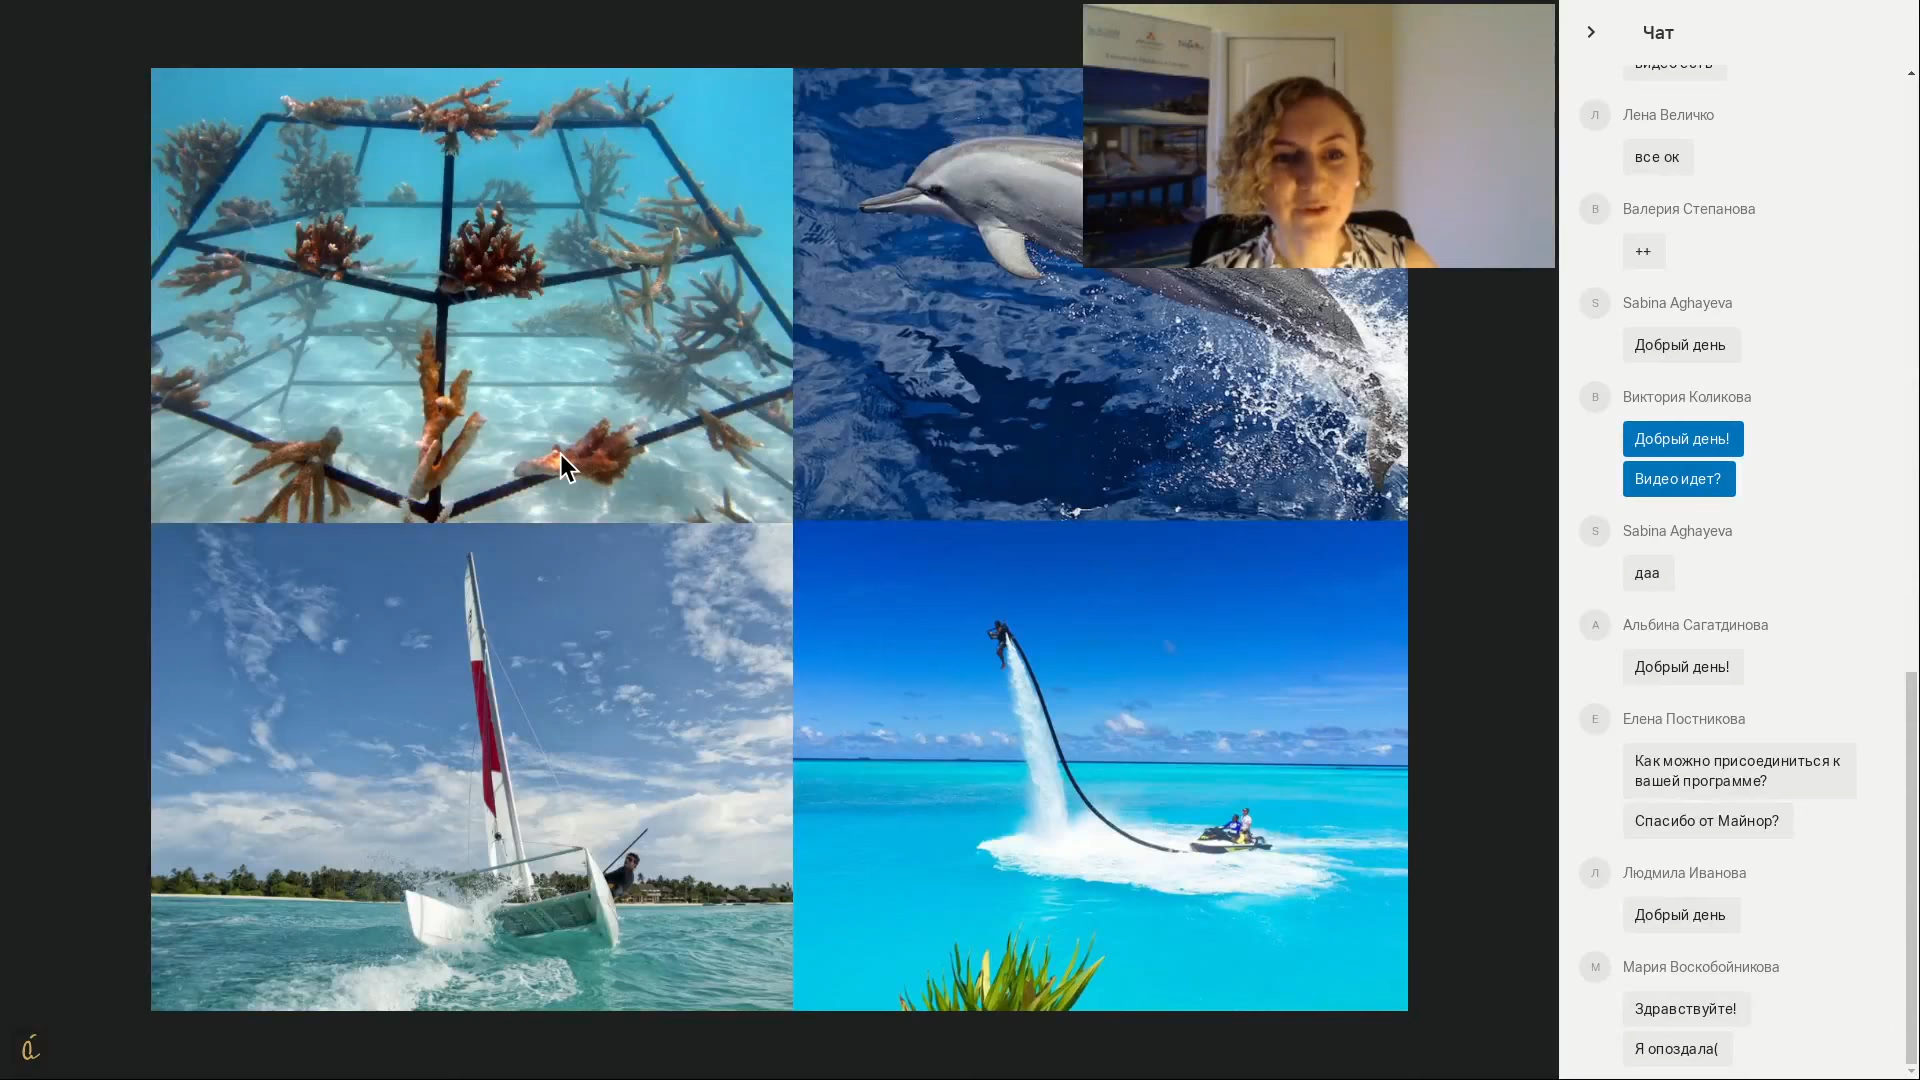 Чат
видео есть
Л
Лена Величко
все ок
В
Валерия Степанова
++
S
Sabina Aghayeva
Добрый день
В
Виктория Коликова
Добрый день!
Видео идет?
S
Sabina Aghayeva
даа
А
Альбина Сагатдинова
Добрый день!
Е
Елена Постникова
Как можно присоединиться к
вашей программе?
Спасибо от Майнор?
Л
Людмила Иванова
Добрый день
М
Мария Воскобойникова
Здравствуйте!
Я опоздала(
á